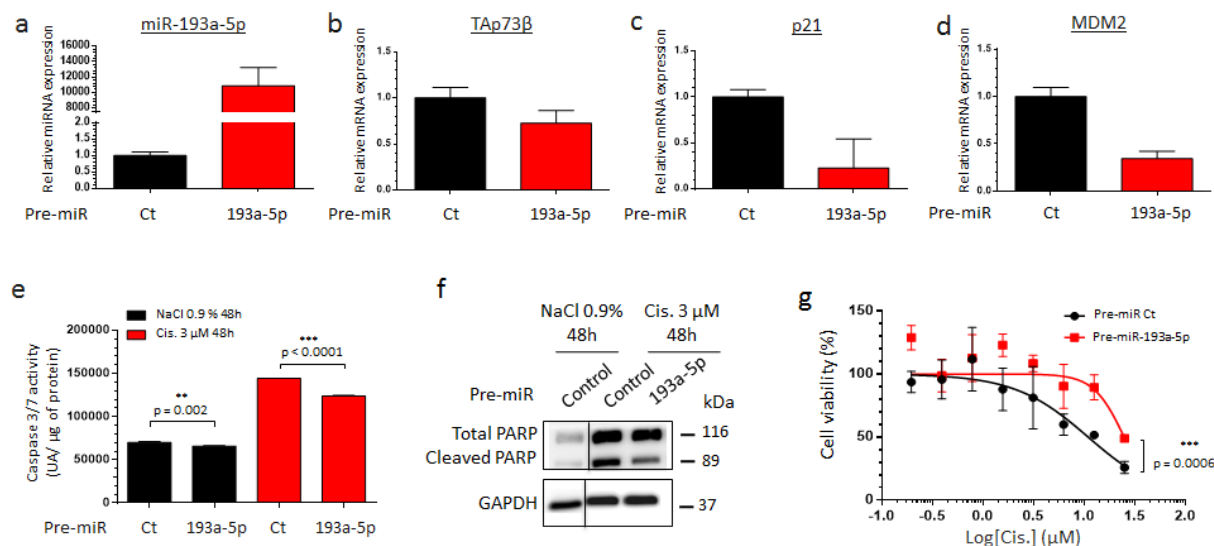 a
miR-193a-5p
Relative miRNA expression
16000
14000
12000
10000
8000
6000
4000
2.0
1.5
1.0
0.5
0.0
Pre-miR Ct 193a-5p
b
TAp73β
Relative mRNA expression
1.5
1.0
0.5
0.0
Pre-miR Ct 193a-5p
c
p21
Relative mRNA expression
1.5
1.0
0.5
0.0
Pre-miR Ct 193a-5p
d
MDM2
Relative mRNA expression
1.5
1.0
0.5
0.0
Pre-miR Ct 193a-5p
e
NaCl 0.9 % 48h
Cis. 3 µM 48h
Caspase 3/7 activity
(UA/ µg of protein)
200000
150000
100000
50000
0
**
p = 0.002
***
p < 0.0001
Pre-miR Ct 193a-5p Ct 193a-5p
f
NaCl 0.9% Cis. 3 µM
48h 48h
Pre-miR Control Control 193a-5p
kDa
Total PARP 116
Cleaved PARP 89
GAPDH 37
g
Pre-miR Ct
Pre-miR-193a-5p
Cell viability (%)
150
100
50
0
***
p = 0.0006
-1.0 -0.5 0.0 0.5 1.0 1.5 2.0
Log[Cis.] (µM)